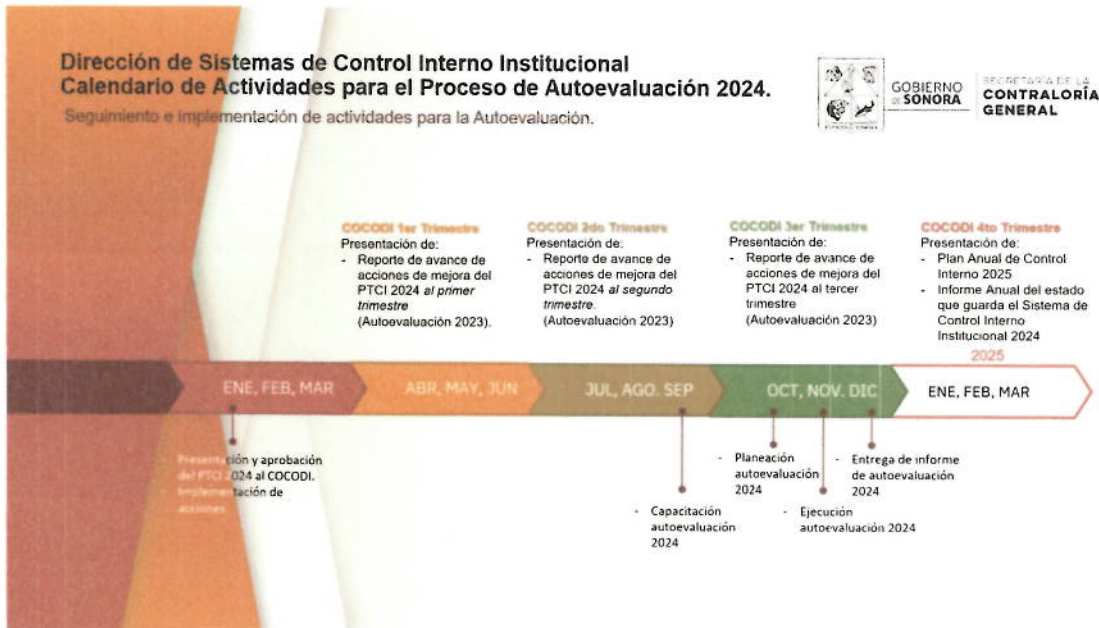 Dirección de Sistemas de Control Interno Institucional
Calendario de Actividades para el Proceso de Autoevaluación 2024.
Seguimiento e implementación de actividades para la Autoevaluación.
GOBIERNO
DE SONORA
SECRETARÍA DE LA
CONTRALORÍA
GENERAL
COCODI 1er Trimestre
Presentación de:
- Reporte de avance de
acciones de mejora del
PTCI 2024 al primer
trimestre
(Autoevaluación 2023).
COCODI 2do Trimestre
Presentación de:
- Reporte de avance de
acciones de mejora del
PTCI 2024 al segundo
trimestre.
(Autoevaluación 2023)
COCODI 3er Trimestre
Presentación de:
- Reporte de avance de
acciones de mejora del
PTCI 2024 al tercer
trimestre
(Autoevaluación 2023)
COCODI 4to Trimestre
Presentación de:
- Plan Anual de Control
Interno 2025
- Informe Anual del estado
que guarda el Sistema de
Control Interno
Institucional 2024
2025
ENE, FEB, MAR
ABR, MAY, JUN
JUL, AGO. SEP
OCT, NOV. DIC
ENE, FEB, MAR
- Presentación y aprobación
del PTCI 2024 al COCODI.
- Implementación de
acciones.
- Capacitación
autoevaluación
2024
- Planeación
autoevaluación
2024
- Ejecución
autoevaluación 2024
- Entrega de informe
de autoevaluación
2024